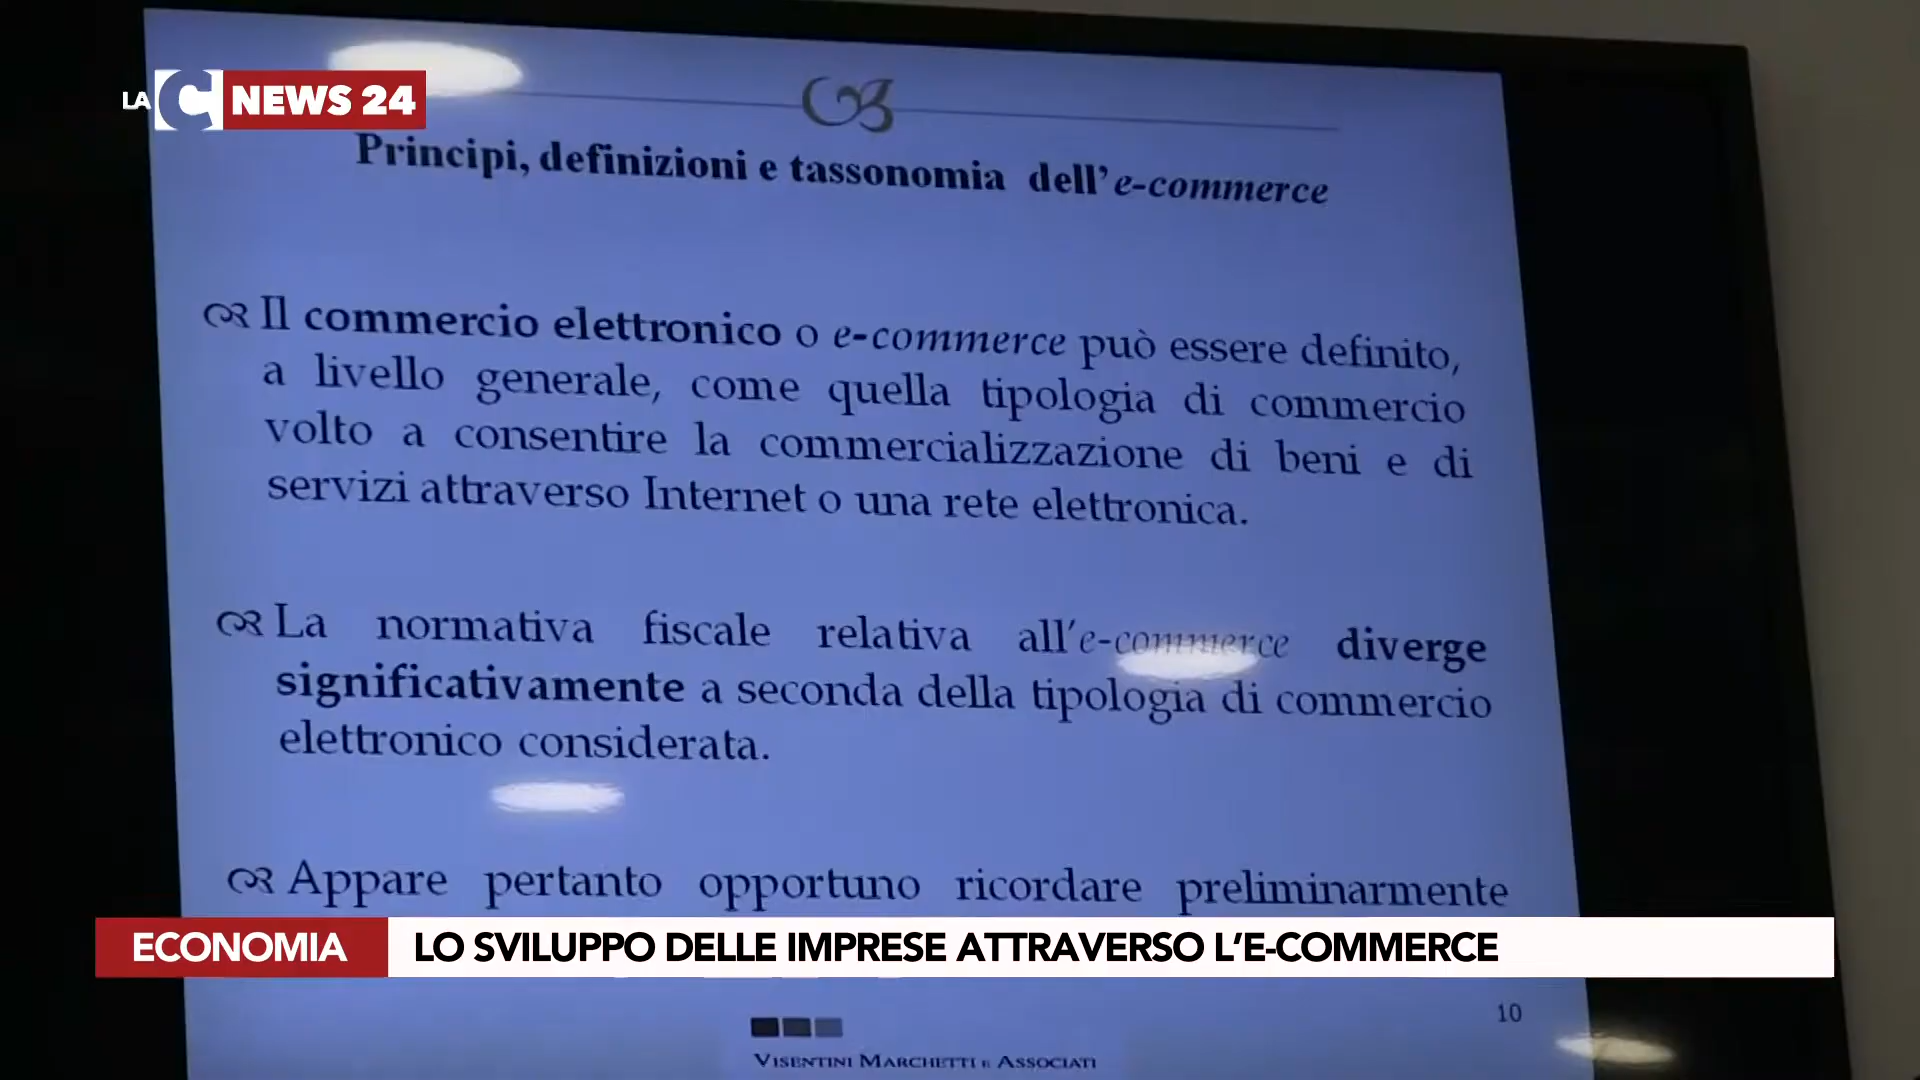 LA C NEWS 24
Principi, definizioni e tassonomia dell'e-commerce
Il commercio elettronico o e-commerce può essere definito,
a livello generale, come quella tipologia di commercio
volto a consentire la commercializzazione di beni e di
servizi attraverso Internet o una rete elettronica.
La normativa fiscale relativa all'e-commerce diverge
significativamente a seconda della tipologia di commercio
elettronico considerata.
Appare pertanto opportuno ricordare preliminarmente
ECONOMIA LO SVILUPPO DELLE IMPRESE ATTRAVERSO L'E-COMMERCE
10
VISENTINI MARCHETTI E ASSOCIATI